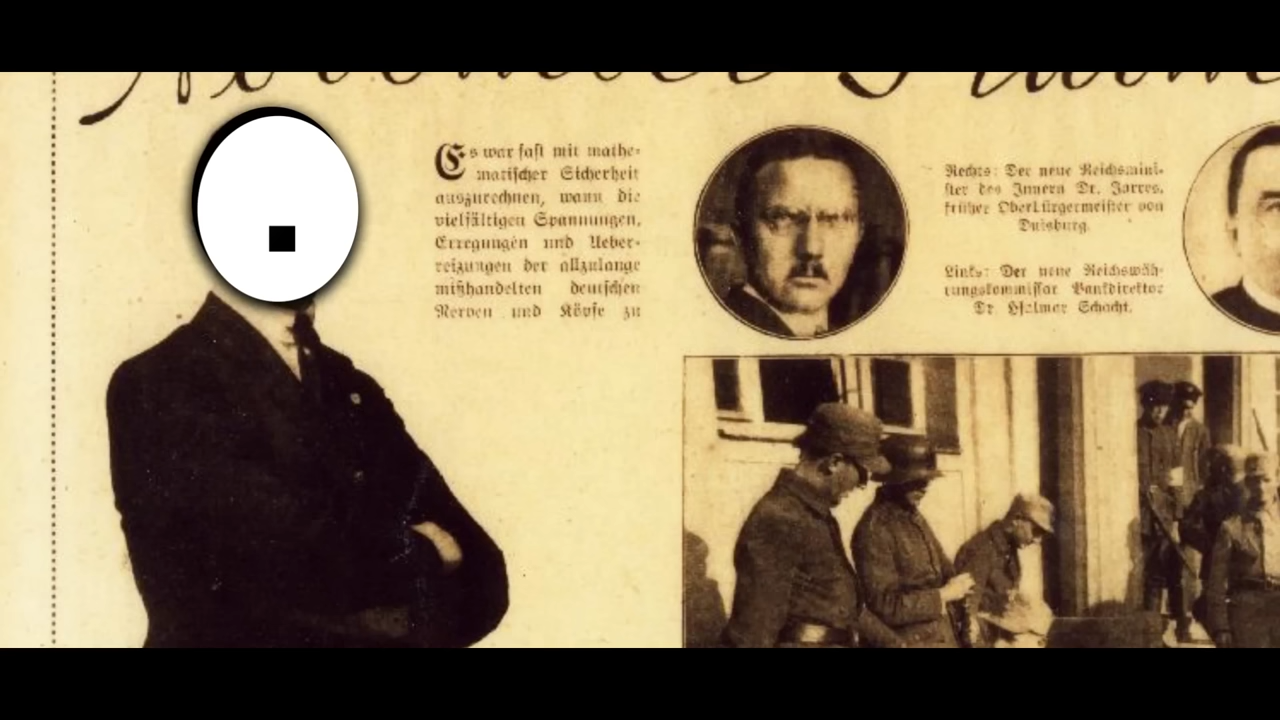 November
Es war fast mit mathe-
matischer Sicherheit
auszurechnen, wann die
vielfältigen Spannungen,
Erregungen und Ueber-
reizungen der allzulange
mißhandelten deutschen
Nerven und Köpfe zu
Rechts: Der neue Reichsmini-
ster des Innern Dr. Jarres,
früher Oberbürgermeister von
Duisburg.
Links: Der neue Reichswäh-
rungskommissar Bankdirektor
Dr. Hjalmar Schacht.